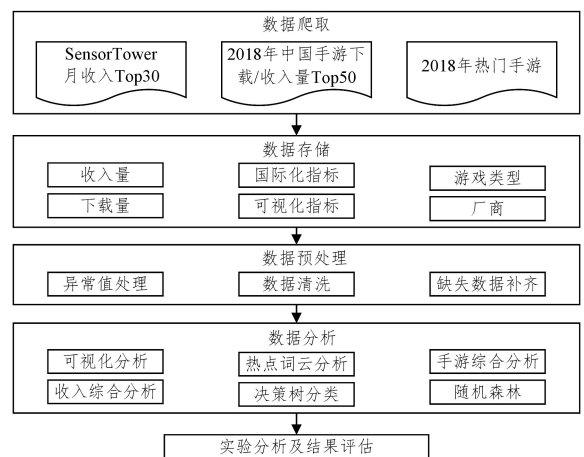 数据爬取
SensorTower
月收入Top30
2018年中国手游下
载/收入量Top50
2018年热门手游
数据存储
收入量
国际化指标
游戏类型
下载量
可视化指标
厂商
数据预处理
异常值处理
数据清洗
缺失数据补齐
数据分析
可视化分析
热点词云分析
手游综合分析
收入综合分析
决策树分类
随机森林
实验分析及结果评估